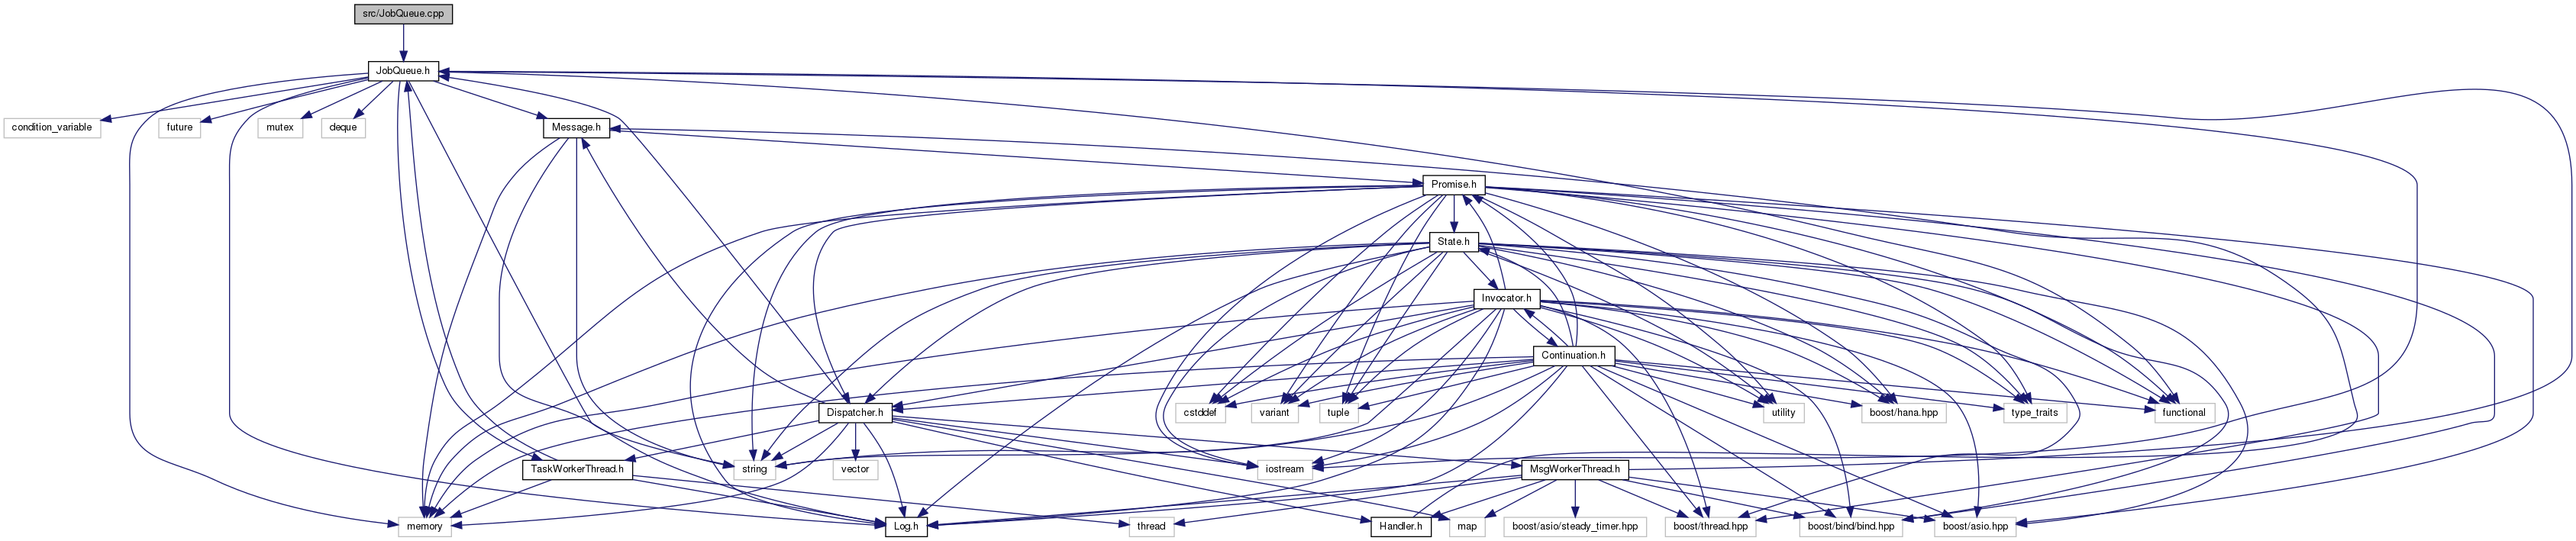 src/JobQueue.cpp
JobQueue.h
condition_variable
future
mutex
deque
Message.h
Promise.h
State.h
Invocator.h
Continuation.h
Dispatcher.h
cstddef
variant
tuple
utility
boost/hana.hpp
type_traits
functional
TaskWorkerThread.h
string
vector
iostream
MsgWorkerThread.h
memory
Log.h
thread
Handler.h
map
boost/asio/steady_timer.hpp
boost/thread.hpp
boost/bind/bind.hpp
boost/asio.hpp